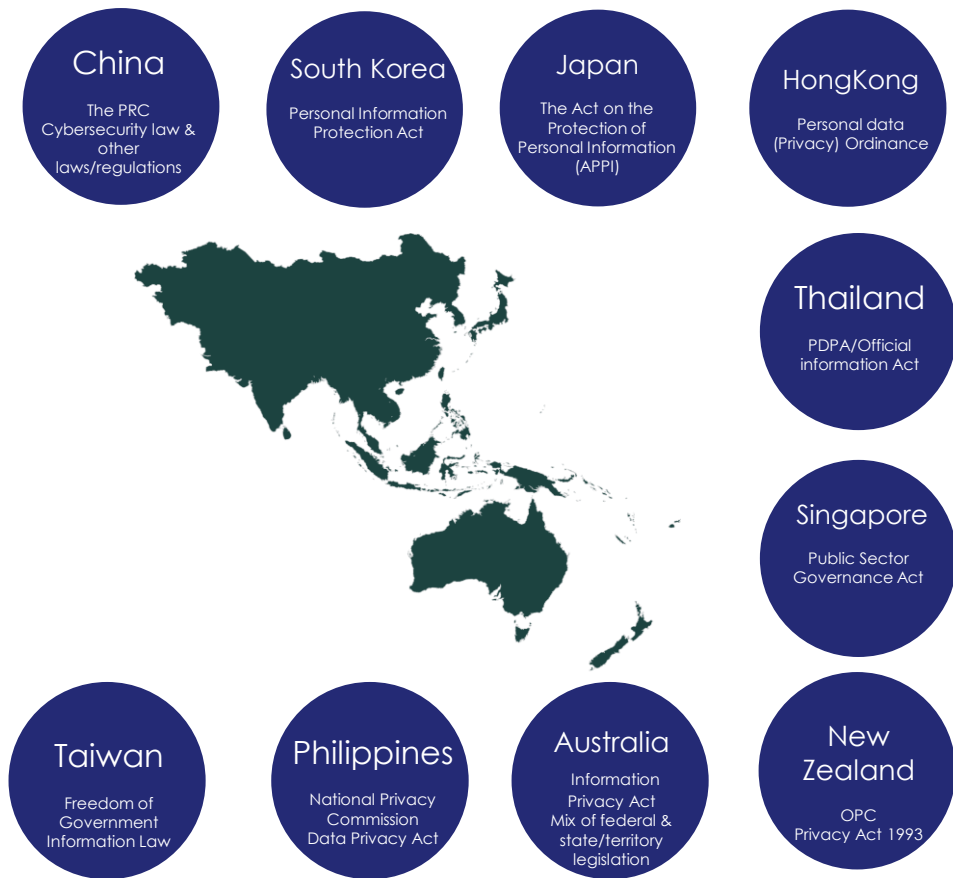 China
The PRC
Cybersecurity law &
other
laws/regulations
South Korea
Personal Information
Protection Act
Japan
The Act on the
Protection of
Personal Information
(APPI)
HongKong
Personal data
(Privacy) Ordinance
Thailand
PDPA/Official
information Act
Singapore
Public Sector
Governance Act
Taiwan
Freedom of
Government
Information Law
Philippines
National Privacy
Commission
Data Privacy Act
Australia
Information
Privacy Act
Mix of federal &
state/territory
legislation
New
Zealand
OPC
Privacy Act 1993